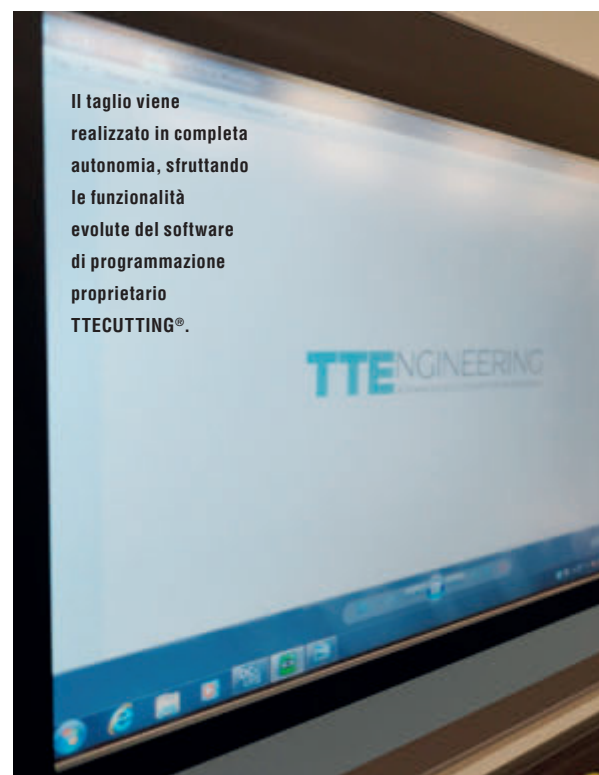 Il taglio viene
realizzato in completa
autonomia, sfruttando
le funzionalità
evolute del software
di programmazione
proprietario
TTECUTTING®.
TTENGINEERING